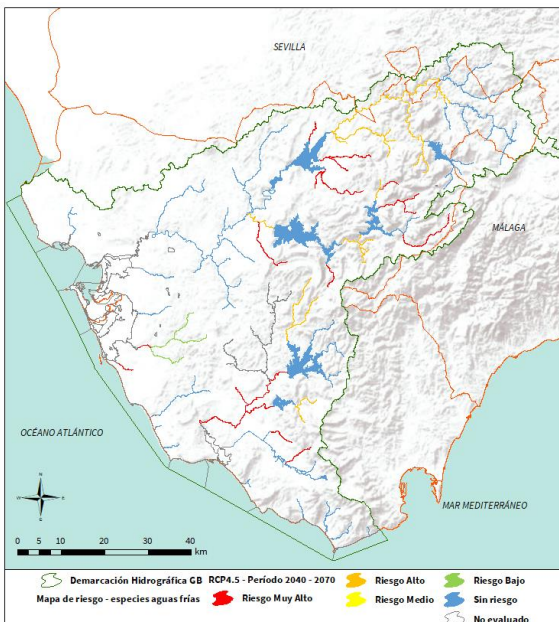 SEVILLA
MÁLAGA
OCÉANO ATLÁNTICO
MAR MEDITERRÁNEO
N
W E
S
0 5 10 20 30 40
km
Demarcación Hidrográfica GB RCP4.5 - Período 2040 - 2070 Riesgo Alto Riesgo Bajo
Mapa de riesgo - especies aguas frías Riesgo Muy Alto Riesgo Medio Sin riesgo
No evaluado